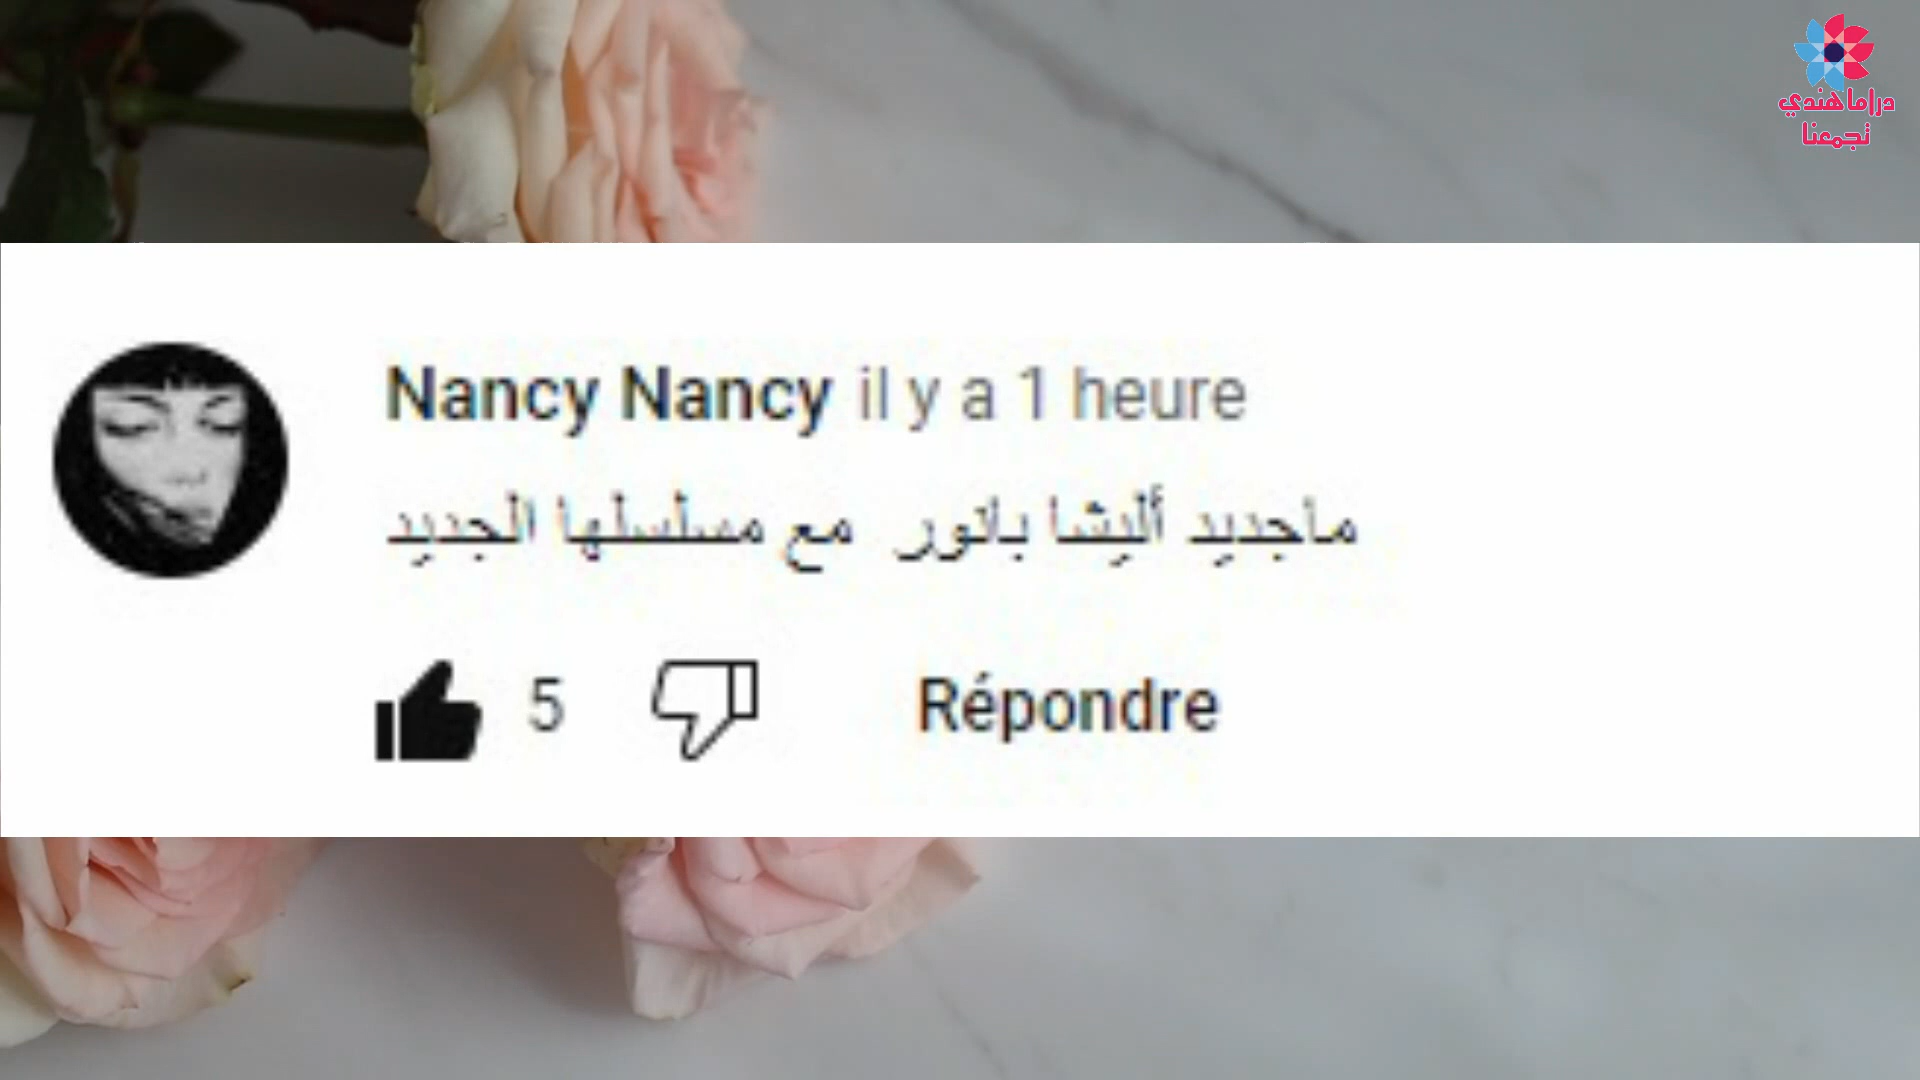 دراما هندي
تجمعنا
Nancy Nancy il y a 1 heure
ماجديد أليشا بانور مع مسلسلها الجديد
5
Répondre